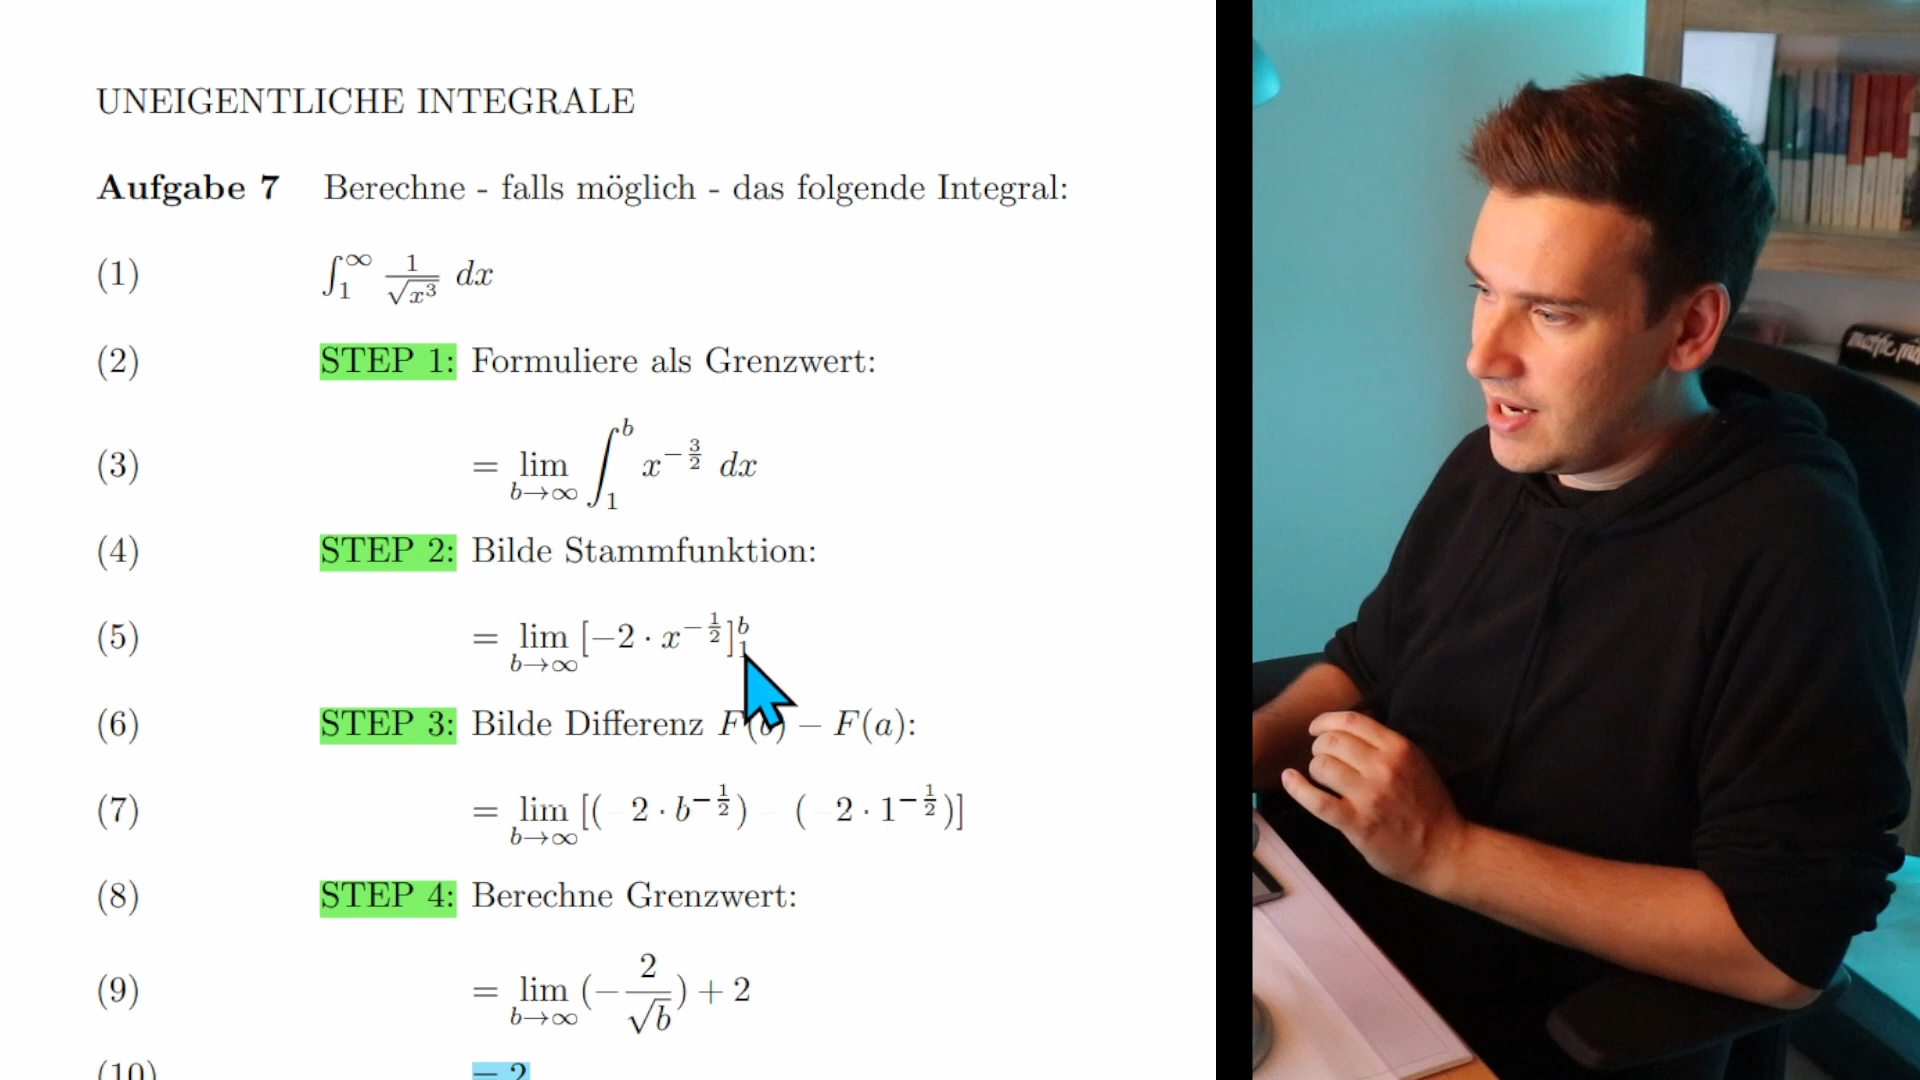 UNEIGENTLICHE INTEGRALE
Aufgabe 7 Berechne - falls möglich - das folgende Integral:
(1) ∫₁^∞ 1/√x³ dx
(2) STEP 1: Formuliere als Grenzwert:
(3) = lim_{b→∞} ∫₁^b x^{-3/2} dx
(4) STEP 2: Bilde Stammfunktion:
(5) = lim_{b→∞} [−2 · x^{-1/2}]₁^b
(6) STEP 3: Bilde Differenz F(b) − F(a):
(7) = lim_{b→∞} [( 2 · b^{-1/2}) ( 2 · 1^{-1/2})]
(8) STEP 4: Berechne Grenzwert:
(9) = lim_{b→∞} (−2/√b) + 2
(10) = 2